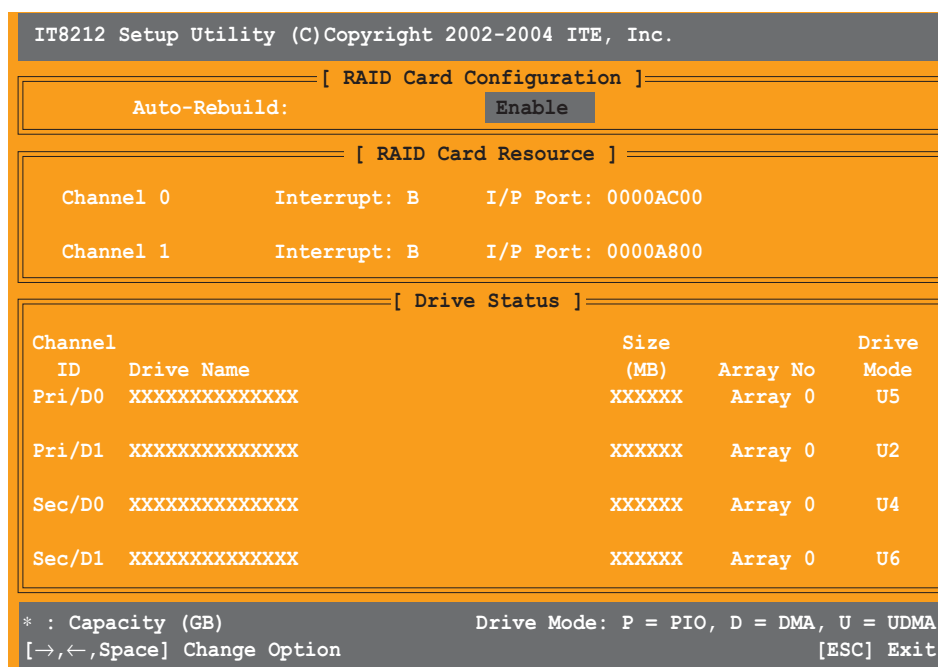 IT8212 Setup Utility (C)Copyright 2002-2004 ITE, Inc.
[ RAID Card Configuration ]
Auto-Rebuild: Enable
[ RAID Card Resource ]
Channel 0 Interrupt: B I/P Port: 0000AC00
Channel 1 Interrupt: B I/P Port: 0000A800
[ Drive Status ]
Channel Size Drive
ID Drive Name (MB) Array No Mode
Pri/D0 XXXXXXXXXXXXXX XXXXXX Array 0 U5
Pri/D1 XXXXXXXXXXXXXX XXXXXX Array 0 U2
Sec/D0 XXXXXXXXXXXXXX XXXXXX Array 0 U4
Sec/D1 XXXXXXXXXXXXXX XXXXXX Array 0 U6
* : Capacity (GB) Drive Mode: P = PIO, D = DMA, U = UDMA
[→,←,Space] Change Option [ESC] Exit